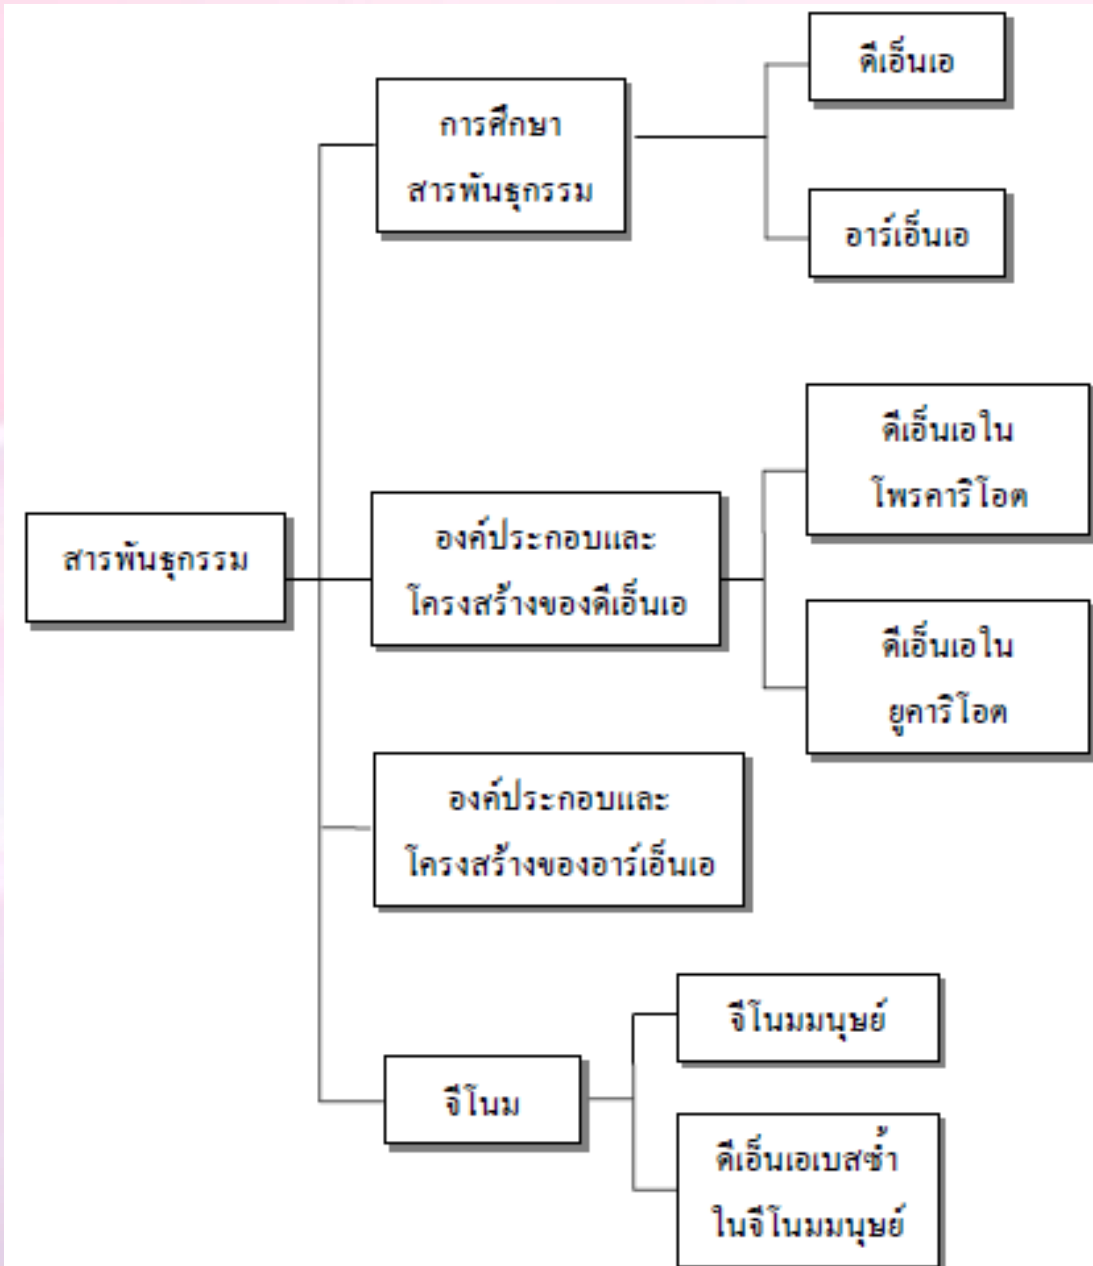 ดีเอ็นเอ
การศึกษา
สารพันธุกรรม
อาร์เอ็นเอ
ดีเอ็นเอใน
โพรคาริโอต
สารพันธุกรรม
องค์ประกอบและ
โครงสร้างของดีเอ็นเอ
ดีเอ็นเอใน
ยูคาริโอต
องค์ประกอบและ
โครงสร้างของอาร์เอ็นเอ
จีโนม
จีโนมมนุษย์
ดีเอ็นเอเบสซ้ำ
ในจีโนมมนุษย์